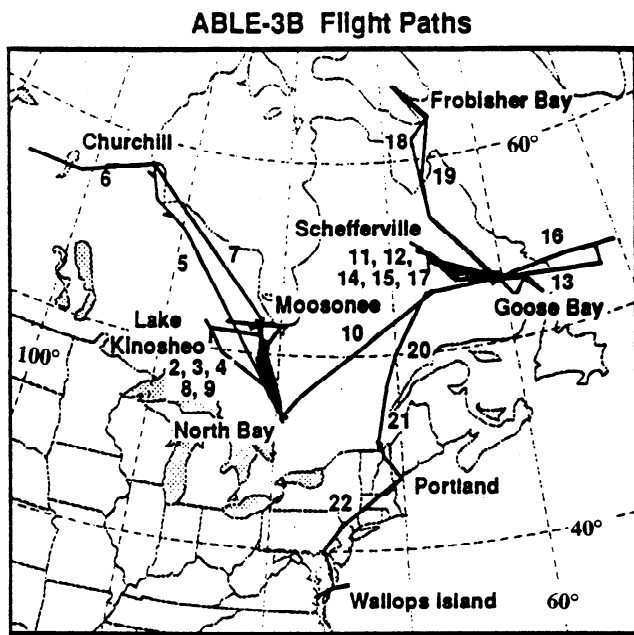 ABLE-3B Flight Paths
Frobisher Bay
Churchill
18
60°
6
19
Schefferville
16
11, 12,
5
7
14, 15, 17
13
Moosonee
Goose Bay
Lake
Kinosheo
10
100°
20
2, 3, 4
8, 9
21
North Bay
Portland
22
40°
Wallops Island
60°